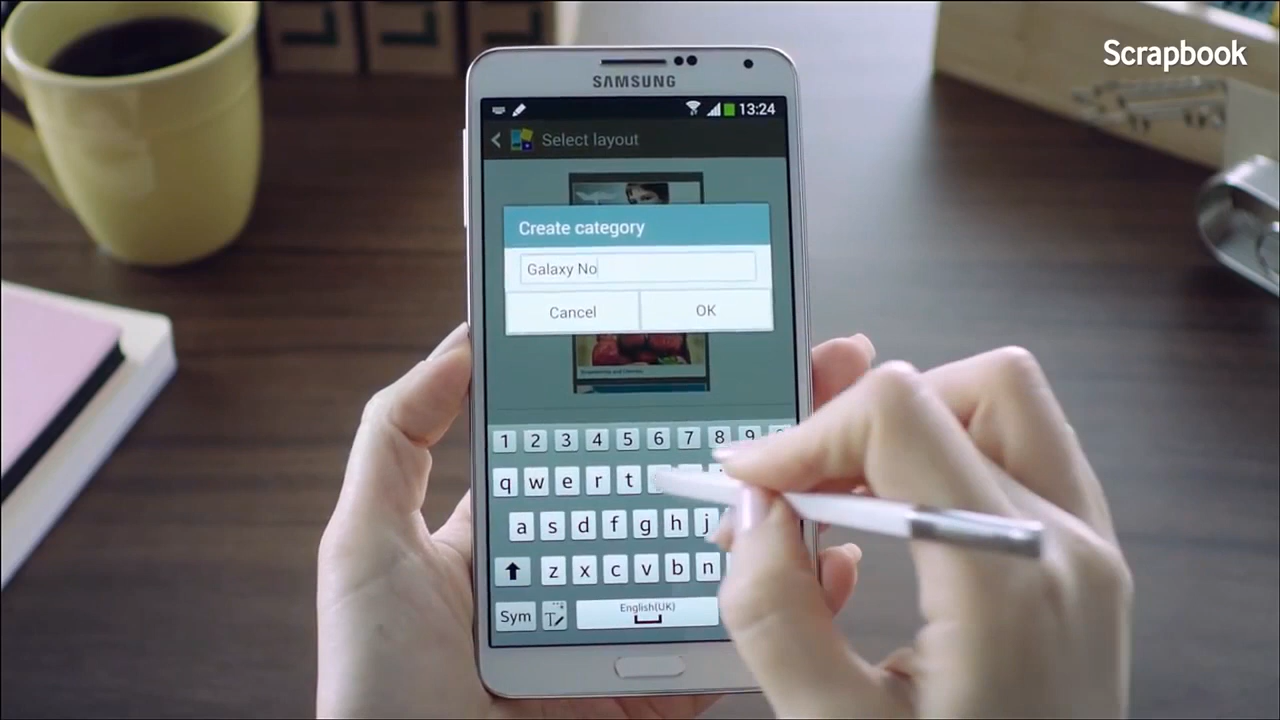 Scrapbook
SAMSUNG
13:24
Select layout
Create category
Galaxy No
Cancel OK
1 2 3 4 5 6 7 8 9
q w e r t
a s d f g h j
z x c v b n
Sym English(UK)